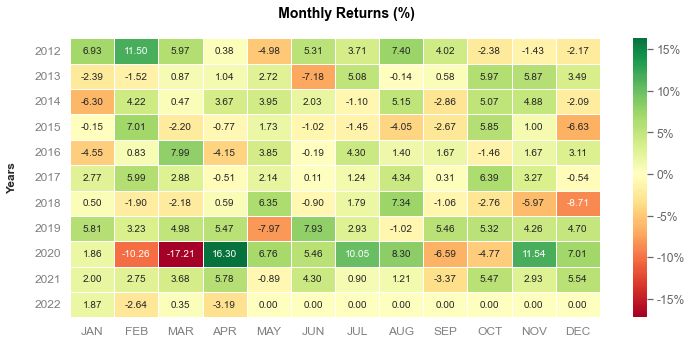 Monthly Returns (%)
Years
2012 6.93 11.50 5.97 0.38 -4.98 5.31 3.71 7.40 4.02 -2.38 -1.43 -2.17
2013 -2.39 -1.52 0.87 1.04 2.72 -7.18 5.08 -0.14 0.58 5.97 5.87 3.49
2014 -6.30 4.22 0.47 3.67 3.95 2.03 -1.10 5.15 -2.86 5.07 4.88 -2.09
2015 -0.15 7.01 -2.20 -0.77 1.73 -1.02 -1.45 -4.05 -2.67 5.85 1.00 -6.63
2016 -4.55 0.83 7.99 -4.15 3.85 -0.19 4.30 1.40 1.67 -1.46 1.67 3.11
2017 2.77 5.99 2.88 -0.51 2.14 0.11 1.24 4.34 0.31 6.39 3.27 -0.54
2018 0.50 -1.90 -2.18 0.59 6.35 -0.90 1.79 7.34 -1.06 -2.76 -5.97 -8.71
2019 5.81 3.23 4.98 5.47 -7.97 7.93 2.93 -1.02 5.46 5.32 4.26 4.70
2020 1.86 -10.26 -17.21 16.30 6.76 5.46 10.05 8.30 -6.59 -4.77 11.54 7.01
2021 2.00 2.75 3.68 5.78 -0.89 4.30 0.90 1.21 -3.37 5.47 2.93 5.54
2022 1.87 -2.64 0.35 -3.19 0.00 0.00 0.00 0.00 0.00 0.00 0.00 0.00
JAN FEB MAR APR MAY JUN JUL AUG SEP OCT NOV DEC
15%
10%
5%
0%
-5%
-10%
-15%